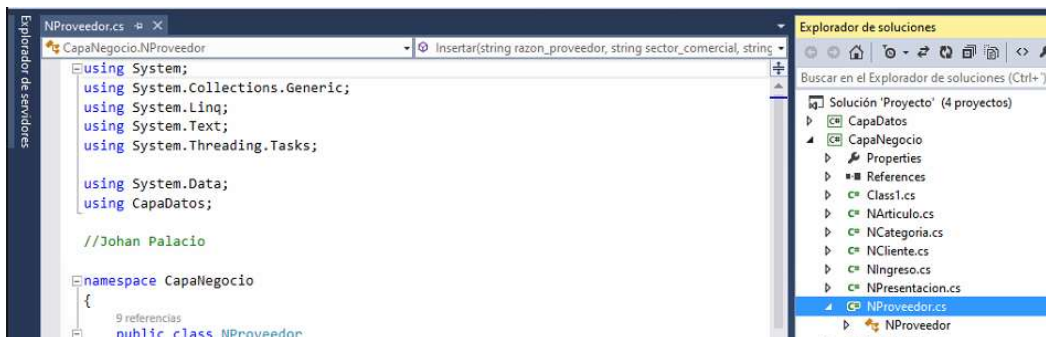 Explorador de servidores
NProveedor.cs
CapaNegocio.NProveedor
Insertar(string razon_proveedor, string sector_comercial, string
using System;
using System.Collections.Generic;
using System.Linq;
using System.Text;
using System.Threading.Tasks;
using System.Data;
using CapaDatos;
//Johan Palacio
namespace CapaNegocio
{
9 referencias
public class NProveedor
Explorador de soluciones
Buscar en el Explorador de soluciones (Ctrl+¨)
Solución 'Proyecto' (4 proyectos)
C# CapaDatos
C# CapaNegocio
Properties
References
C# Class1.cs
C# NArticulo.cs
C# NCategoria.cs
C# NCliente.cs
C# NIngreso.cs
C# NPresentacion.cs
C# NProveedor.cs
NProveedor